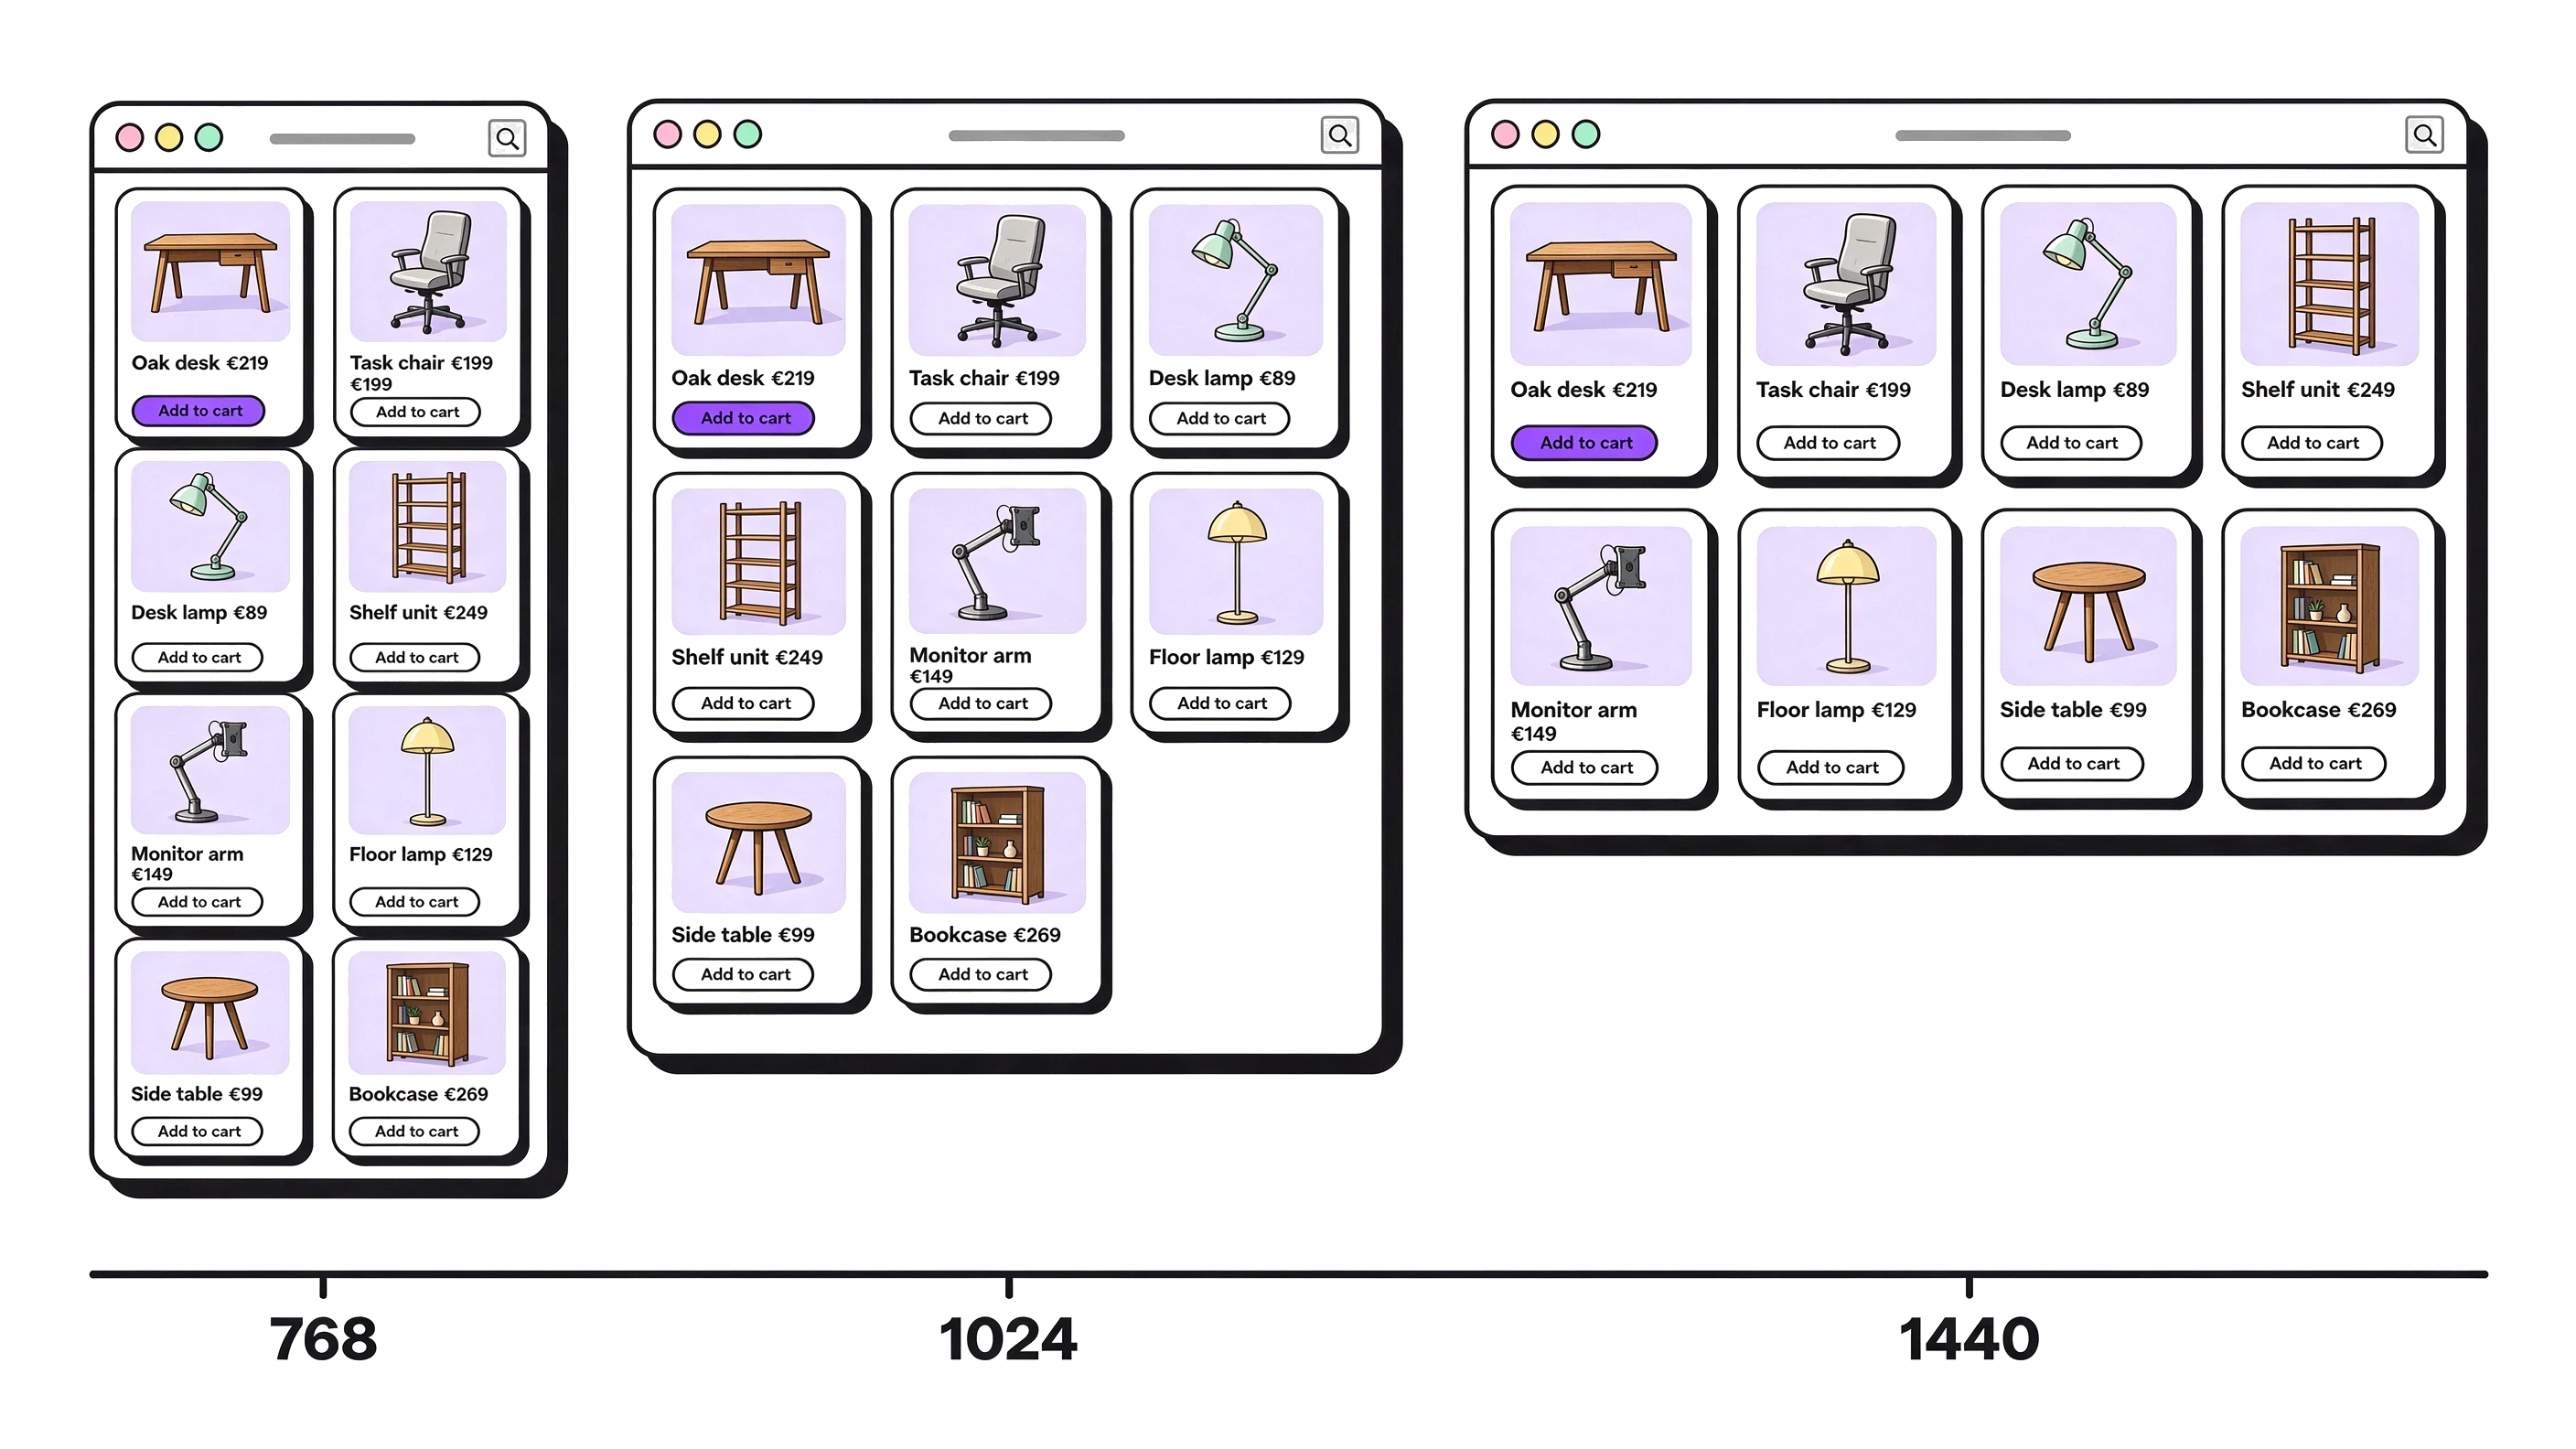 Oak desk €219
Add to cart
Task chair €199
€199
Add to cart
Desk lamp €89
Add to cart
Shelf unit €249
Add to cart
Monitor arm
€149
Add to cart
Floor lamp €129
Add to cart
Side table €99
Add to cart
Bookcase €269
Add to cart
Oak desk €219
Add to cart
Task chair €199
Add to cart
Desk lamp €89
Add to cart
Shelf unit €249
Add to cart
Monitor arm
€149
Add to cart
Floor lamp €129
Add to cart
Side table €99
Add to cart
Bookcase €269
Add to cart
Oak desk €219
Add to cart
Task chair €199
Add to cart
Desk lamp €89
Add to cart
Shelf unit €249
Add to cart
Monitor arm
€149
Add to cart
Floor lamp €129
Add to cart
Side table €99
Add to cart
Bookcase €269
Add to cart
768
1024
1440